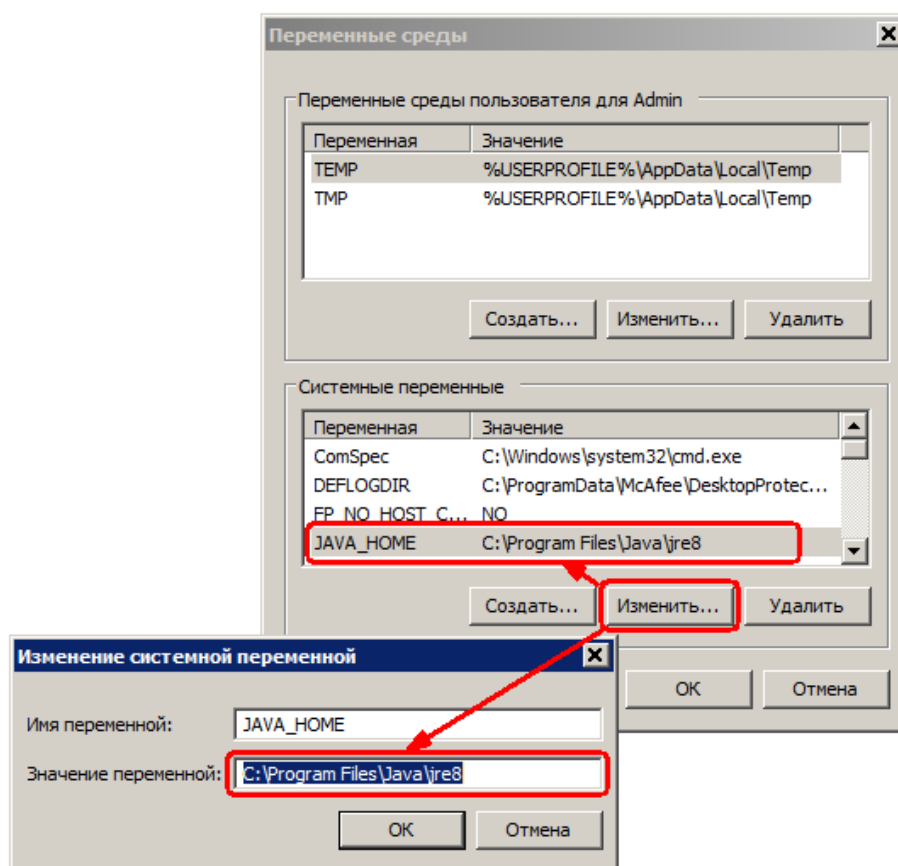 Переменные среды
Переменные среды пользователя для Admin
Переменная Значение
TEMP %USERPROFILE%\AppData\Local\Temp
TMP %USERPROFILE%\AppData\Local\Temp
Создать... Изменить... Удалить
Системные переменные
Переменная Значение
ComSpec C:\Windows\system32\cmd.exe
DEFLOGDIR C:\ProgramData\McAfee\DesktopProtec...
FP_NO_HOST_C... NO
JAVA_HOME C:\Program Files\Java\jre8
Создать... Изменить... Удалить
OK Отмена
Изменение системной переменной
Имя переменной: JAVA_HOME
Значение переменной: C:\Program Files\Java\jre8
OK Отмена